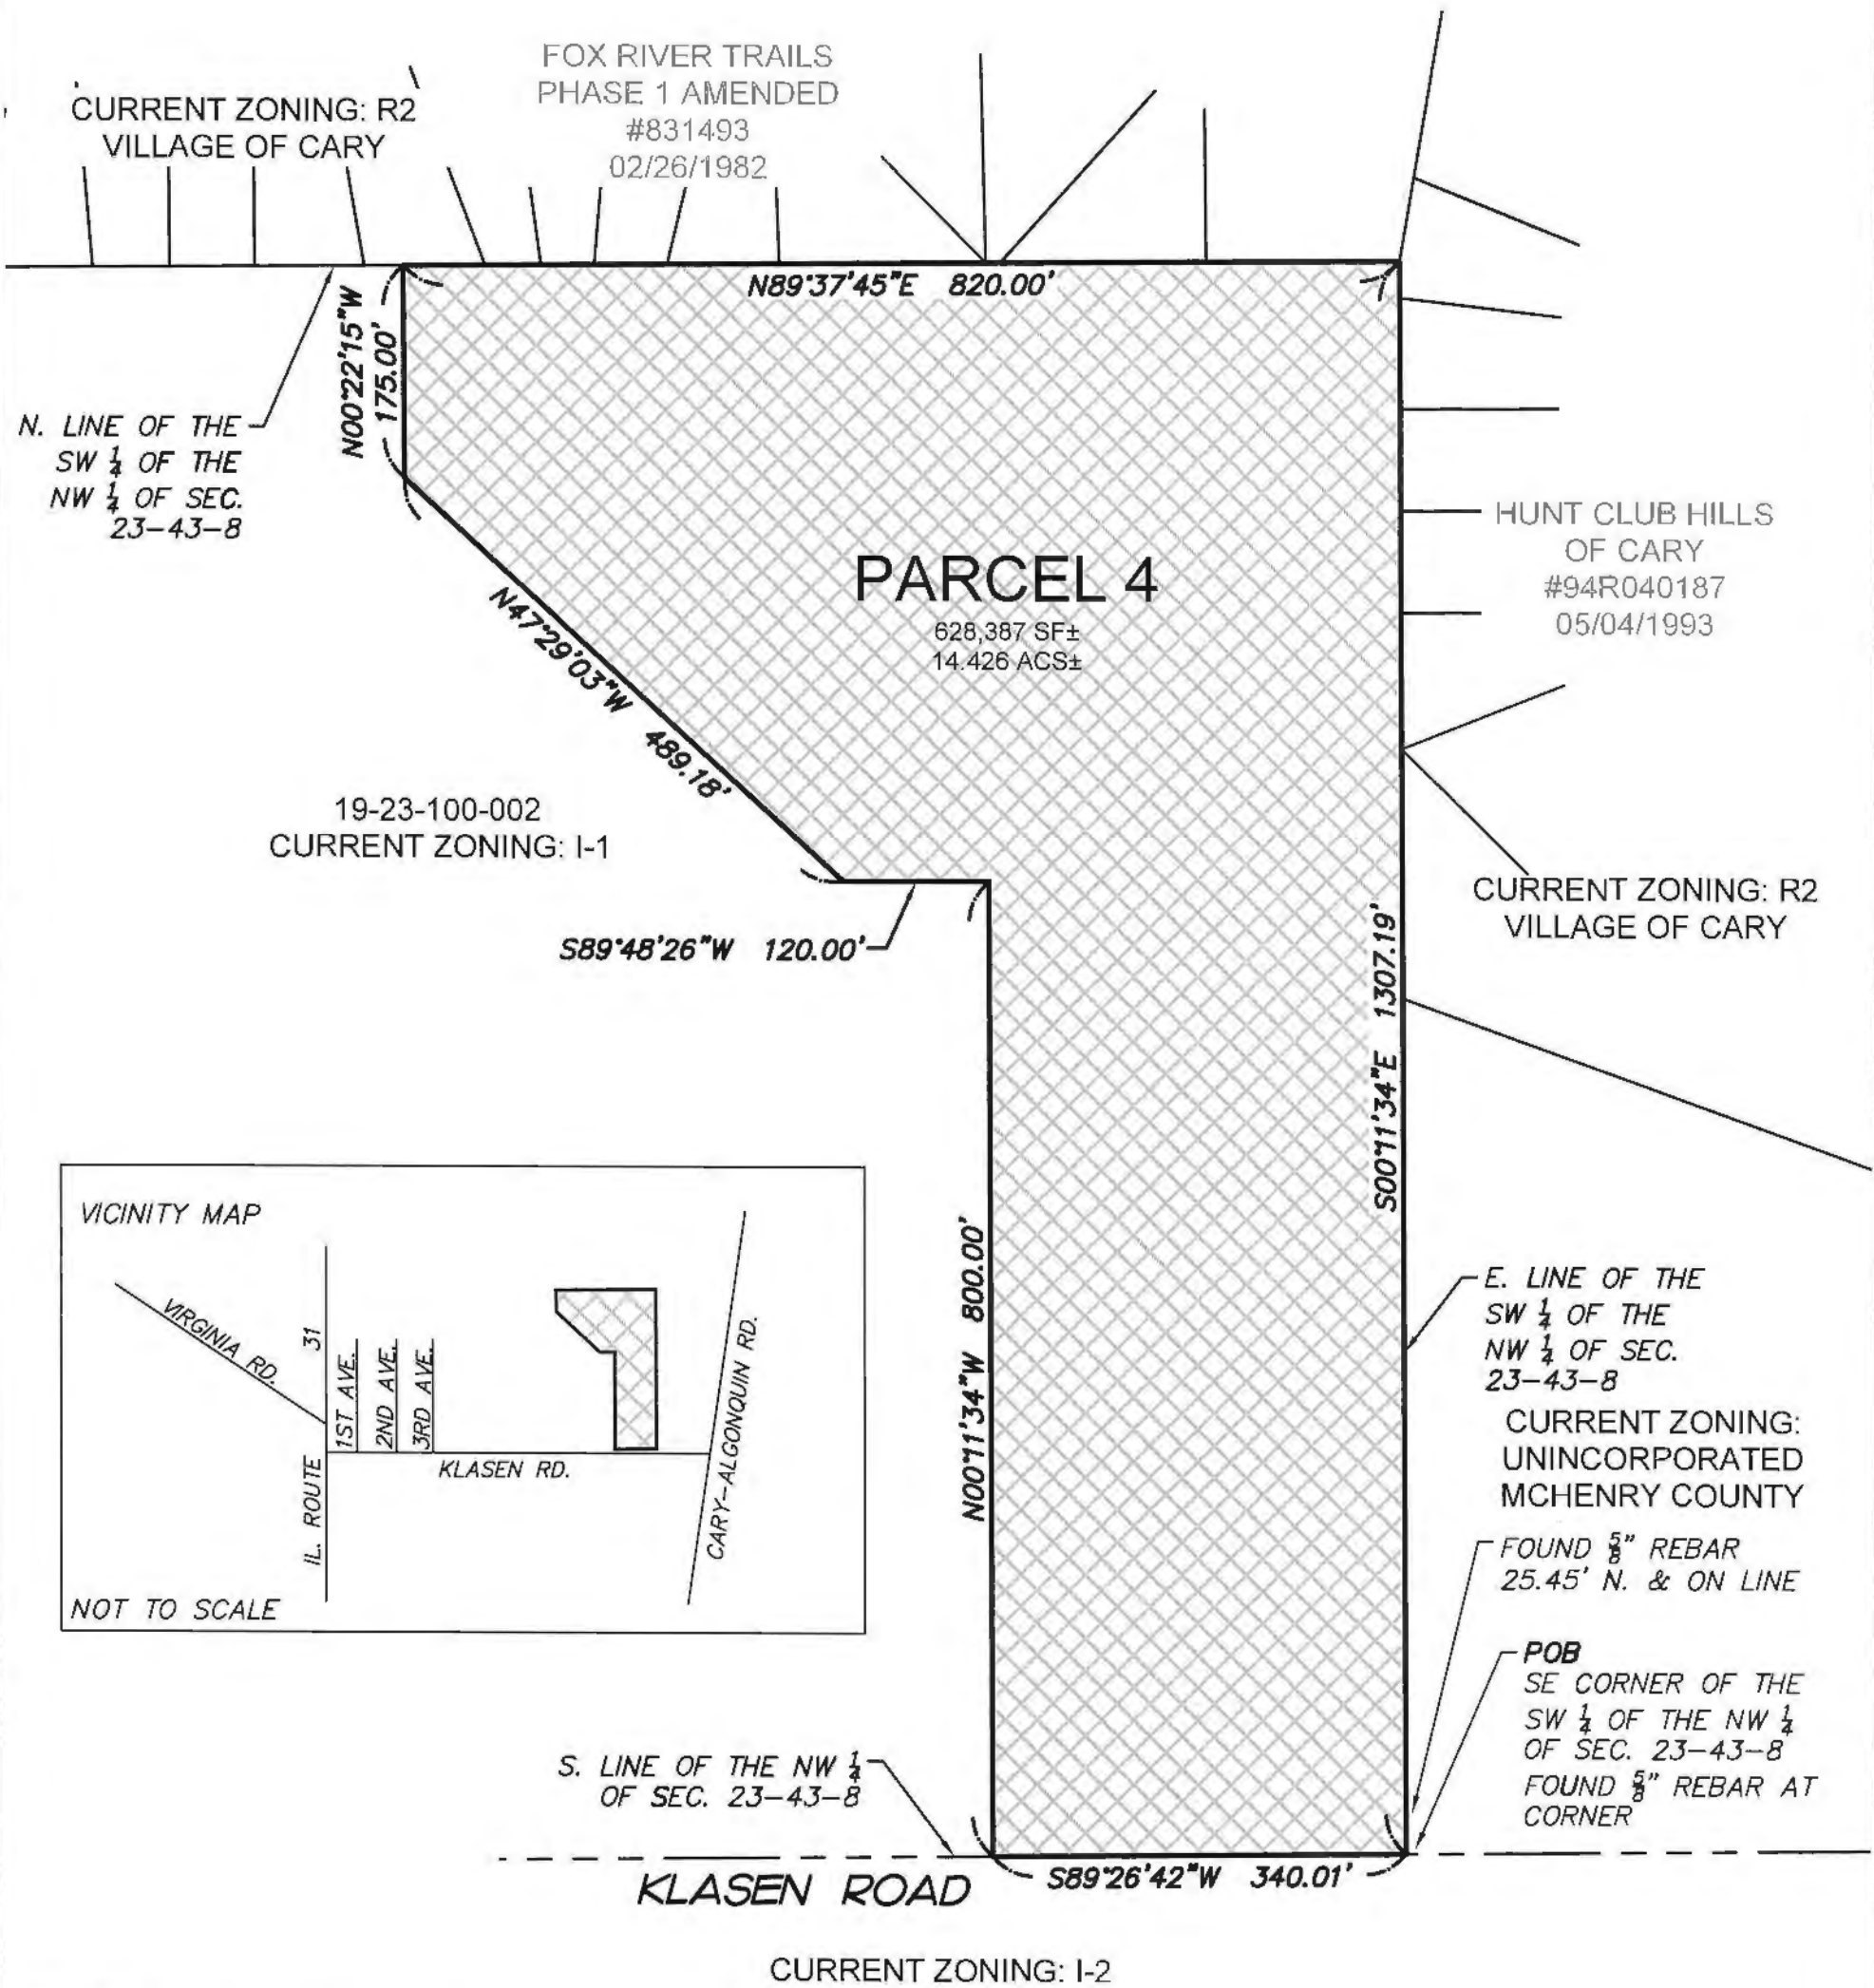 CURRENT ZONING: R2
VILLAGE OF CARY
FOX RIVER TRAILS
PHASE 1 AMENDED
#831493
02/26/1982
N89°37'45"E 820.00'
N00°22'15"W
175.00'
N. LINE OF THE
SW 1/4 OF THE
NW 1/4 OF SEC.
23-43-8
PARCEL 4
628,387 SF±
14.426 ACS±
HUNT CLUB HILLS
OF CARY
#94R040187
05/04/1993
N47°29'03"W 489.18'
19-23-100-002
CURRENT ZONING: I-1
S89°48'26"W 120.00'
CURRENT ZONING: R2
VILLAGE OF CARY
S00°11'34"E 1307.19'
N00°11'34"W 800.00'
VICINITY MAP
VIRGINIA RD.
IL. ROUTE 31
1ST AVE.
2ND AVE.
3RD AVE.
KLASEN RD.
CARY-ALGONQUIN RD.
NOT TO SCALE
E. LINE OF THE
SW 1/4 OF THE
NW 1/4 OF SEC.
23-43-8
CURRENT ZONING:
UNINCORPORATED
MCHENRY COUNTY
FOUND 5/8" REBAR
25.45' N. & ON LINE
POB
SE CORNER OF THE
SW 1/4 OF THE NW 1/4
OF SEC. 23-43-8
FOUND 5/8" REBAR AT
CORNER
S. LINE OF THE NW 1/4
OF SEC. 23-43-8
S89°26'42"W 340.01'
KLASEN ROAD
CURRENT ZONING: I-2